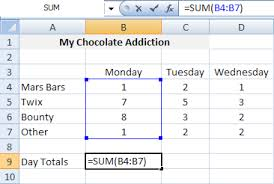 SUM =SUM(B4:B7)
A B C D
1 My Chocolate Addiction
2
3 Monday Tuesday Wednesday
4 Mars Bars 1 2 1
5 Twix 7 5 3
6 Bounty 8 3 2
7 Other 1 2 2
8
9 Day Totals =SUM(B4:B7)
10